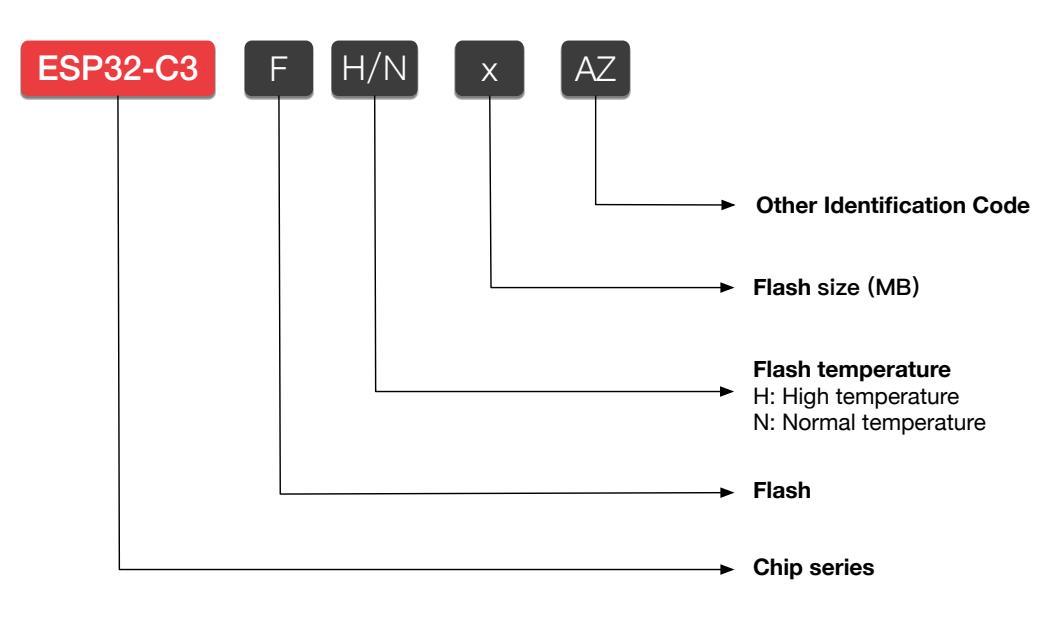 ESP32-C3 F H/N x AZ
Other Identification Code
Flash size (MB)
Flash temperature
H: High temperature
N: Normal temperature
Flash
Chip series